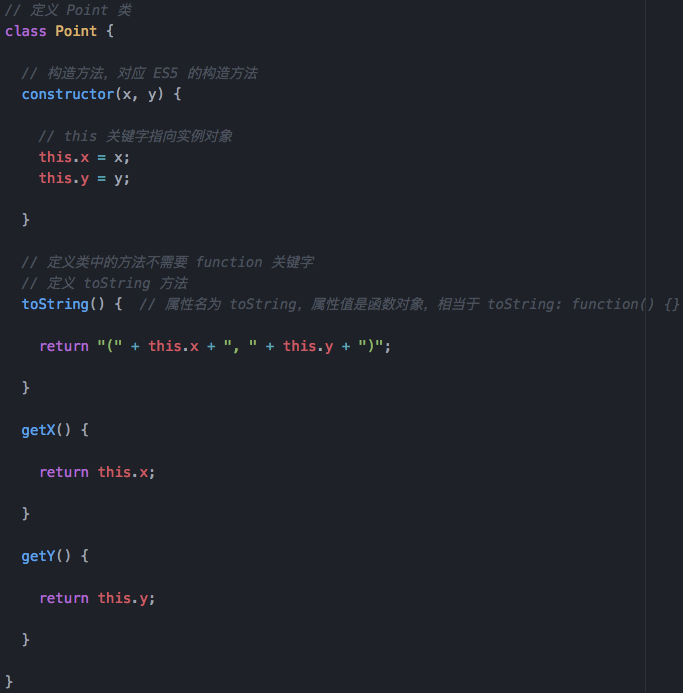 // 定义 Point 类
class Point {
// 构造方法，对应 ES5 的构造方法
constructor(x, y) {
// this 关键字指向实例对象
this.x = x;
this.y = y;
}
// 定义类中的方法不需要 function 关键字
// 定义 toString 方法
toString() { // 属性名为 toString，属性值是函数对象，相当于 toString: function() {}
return "(" + this.x + ", " + this.y + ")";
}
getX() {
return this.x;
}
getY() {
return this.y;
}
}